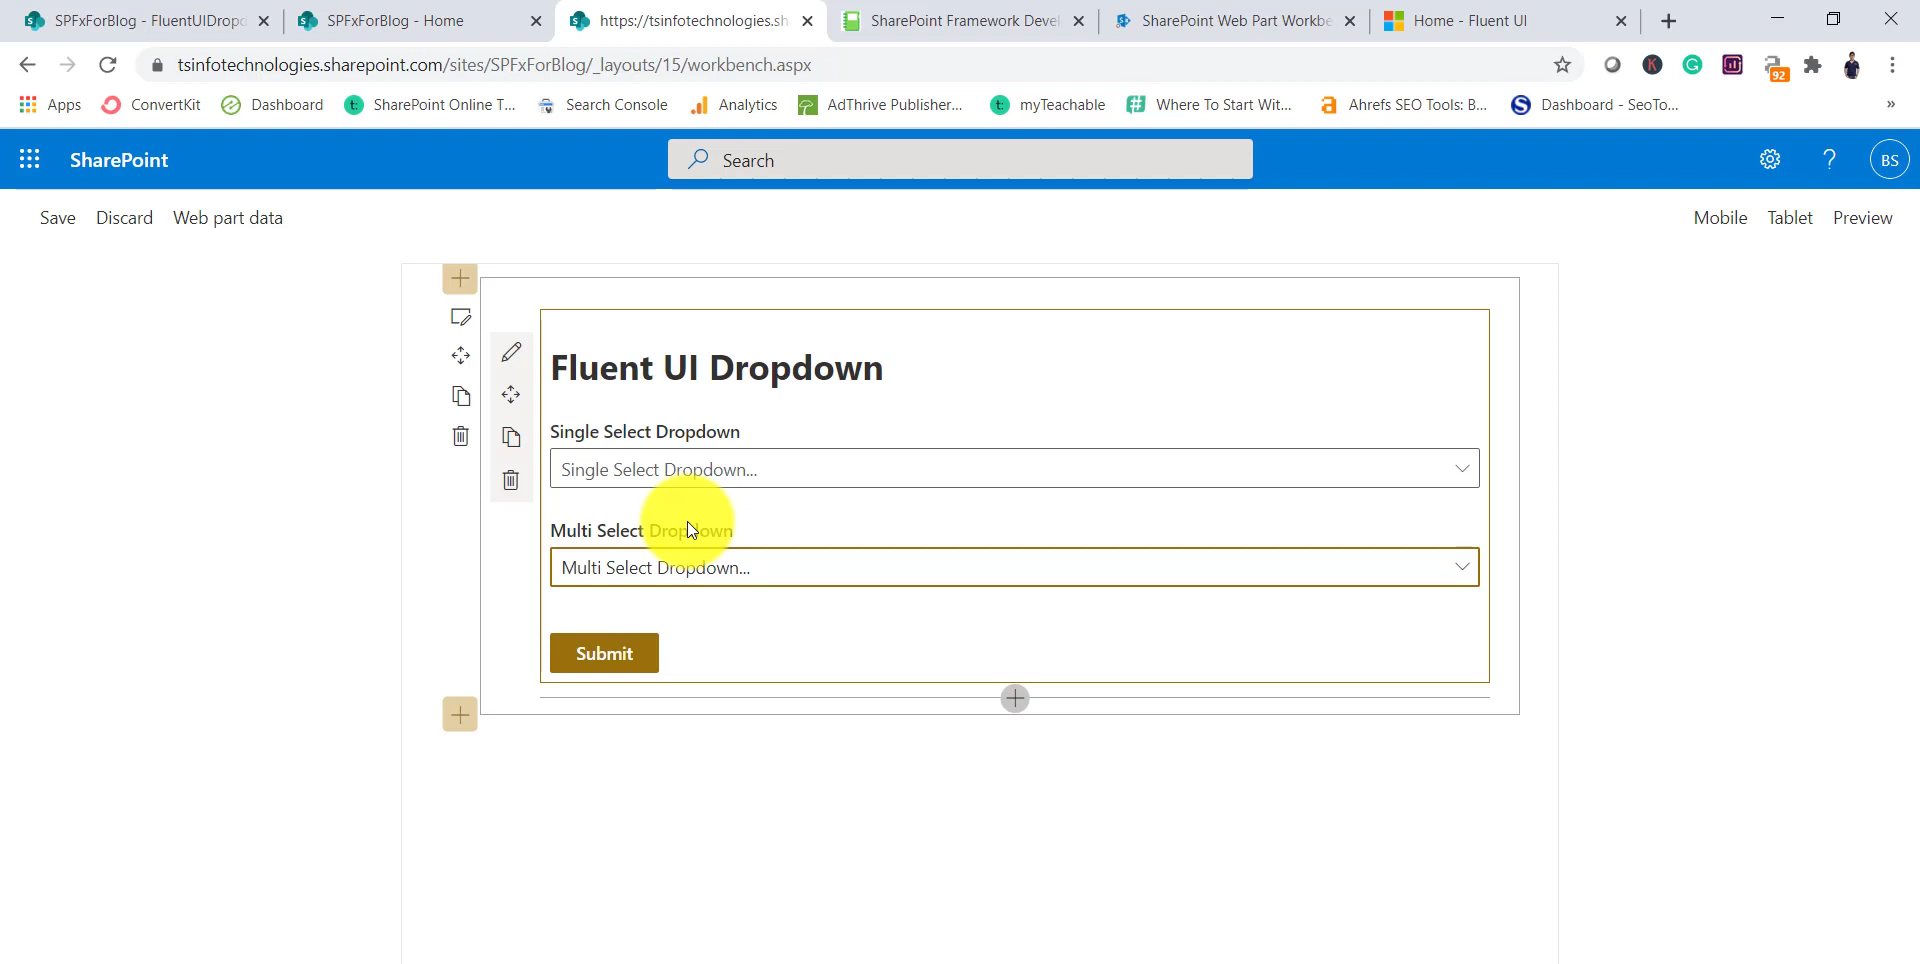 SPFxForBlog - FluentUIDropd
SPFxForBlog - Home
https://tsinfotechnologies.sh
SharePoint Framework Devel
SharePoint Web Part Workbe
Home - Fluent UI
tsinfotechnologies.sharepoint.com/sites/SPFxForBlog/_layouts/15/workbench.aspx
K
G
92
Apps
ConvertKit
Dashboard
t: SharePoint Online T...
Search Console
Analytics
AdThrive Publisher...
t: myTeachable
Where To Start Wit...
a Ahrefs SEO Tools: B...
S Dashboard - SeoTo...
»
SharePoint
Search
?
BS
Save
Discard
Web part data
Mobile
Tablet
Preview
Fluent UI Dropdown
Single Select Dropdown
Single Select Dropdown...
Multi Select Dropdown
Multi Select Dropdown...
Submit